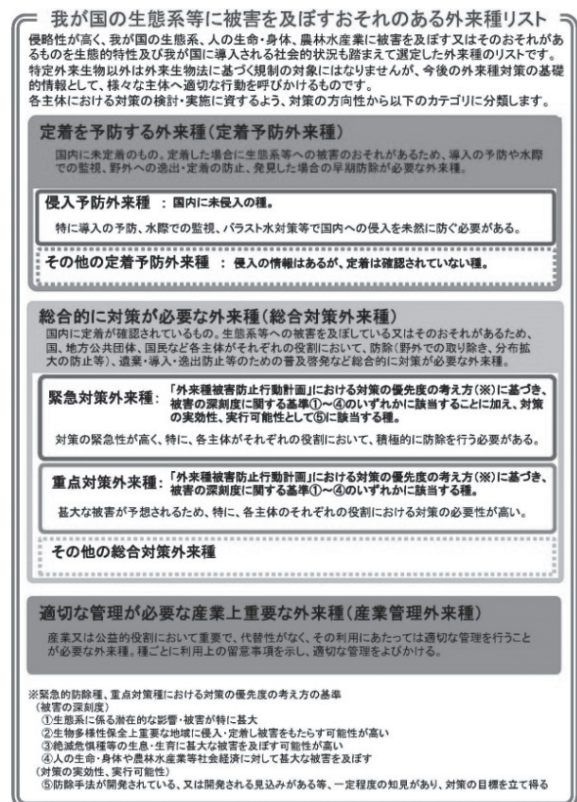 我が国の生態系等に被害を及ぼすおそれのある外来種リスト
侵略性が高く、我が国の生態系、人の生命・身体、農林水産業に被害を及ぼす又はそのおそれがあ
るものを生態的特性及び我が国に導入される社会的状況も踏まえて選定した外来種のリストです。
特定外来生物以外は外来生物法に基づく規制の対象にはなりませんが、今後の外来種対策の基礎
的情報として、様々な主体へ適切な行動を呼びかけるものです。
各主体における対策の検討・実施に資するよう、対策の方向性から以下のカテゴリに分類します。
定着を予防する外来種(定着予防外来種)
国内に未定着のもの。定着した場合に生態系等への被害のおそれがあるため、導入の予防や水際
での監視、野外への逸出・定着の防止、発見した場合の早期防除が必要な外来種。
侵入予防外来種 : 国内に未侵入の種。
特に導入の予防、水際での監視、バラスト水対策等で国内への侵入を未然に防ぐ必要がある。
その他の定着予防外来種 : 侵入の情報はあるが、定着は確認されていない種。
総合的に対策が必要な外来種(総合対策外来種)
国内に定着が確認されているもの。生態系等への被害を及ぼしている又はそのおそれがあるため、
国、地方公共団体、国民など各主体がそれぞれの役割において、防除(野外での取り除き、分布拡
大の防止等)、遺棄・導入・逸出防止等のための普及啓発など総合的に対策が必要な外来種。
緊急対策外来種: 「外来種被害防止行動計画」における対策の優先度の考え方(※)に基づき、
被害の深刻度に関する基準①~④のいずれかに該当することに加え、対策
の実効性、実行可能性として⑤に該当する種。
対策の緊急性が高く、特に、各主体がそれぞれの役割において、積極的に防除を行う必要がある。
重点対策外来種: 「外来種被害防止行動計画」における対策の優先度の考え方(※)に基づき、
被害の深刻度に関する基準①~④のいずれかに該当する種。
甚大な被害が予想されるため、特に、各主体のそれぞれの役割における対策の必要性が高い。
その他の総合対策外来種
適切な管理が必要な産業上重要な外来種(産業管理外来種)
産業又は公益的役割において重要で、代替性がなく、その利用にあたっては適切な管理を行うこと
が必要な外来種。種ごとに利用上の留意事項を示し、適切な管理をよびかける。
※緊急的防除種、重点対策種における対策の優先度の考え方の基準
(被害の深刻度)
①生態系に係る潜在的な影響・被害が特に甚大
②生物多様性保全上重要な地域に侵入・定着し被害をもたらす可能性が高い
③絶滅危惧種等の生息・生育に甚大な被害を及ぼす可能性が高い
④人の生命・身体や農林水産業等社会経済に対して甚大な被害を及ぼす
(対策の実効性、実行可能性)
⑤防除手法が開発されている、又は開発される見込みがある等、一定程度の知見があり、対策の目標を立て得る